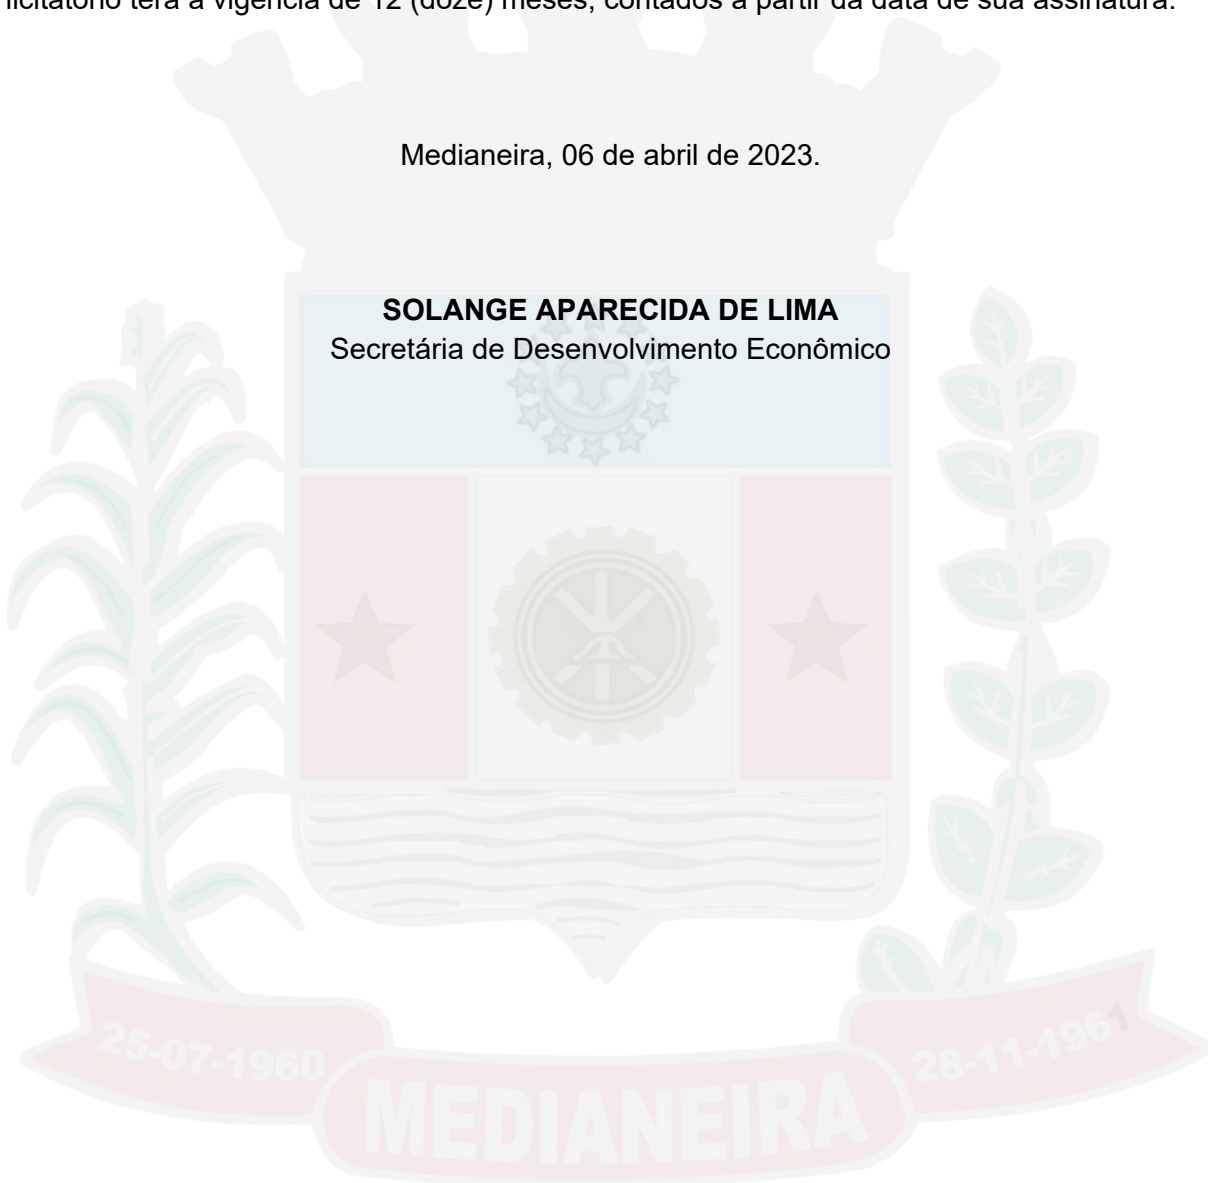 licitatório terá a vigência de 12 (doze) meses, contados a partir da data de sua assinatura.
Medianeira, 06 de abril de 2023.
SOLANGE APARECIDA DE LIMA
Secretária de Desenvolvimento Econômico
25-07-1960
28-11-1961
MEDIANEIRA